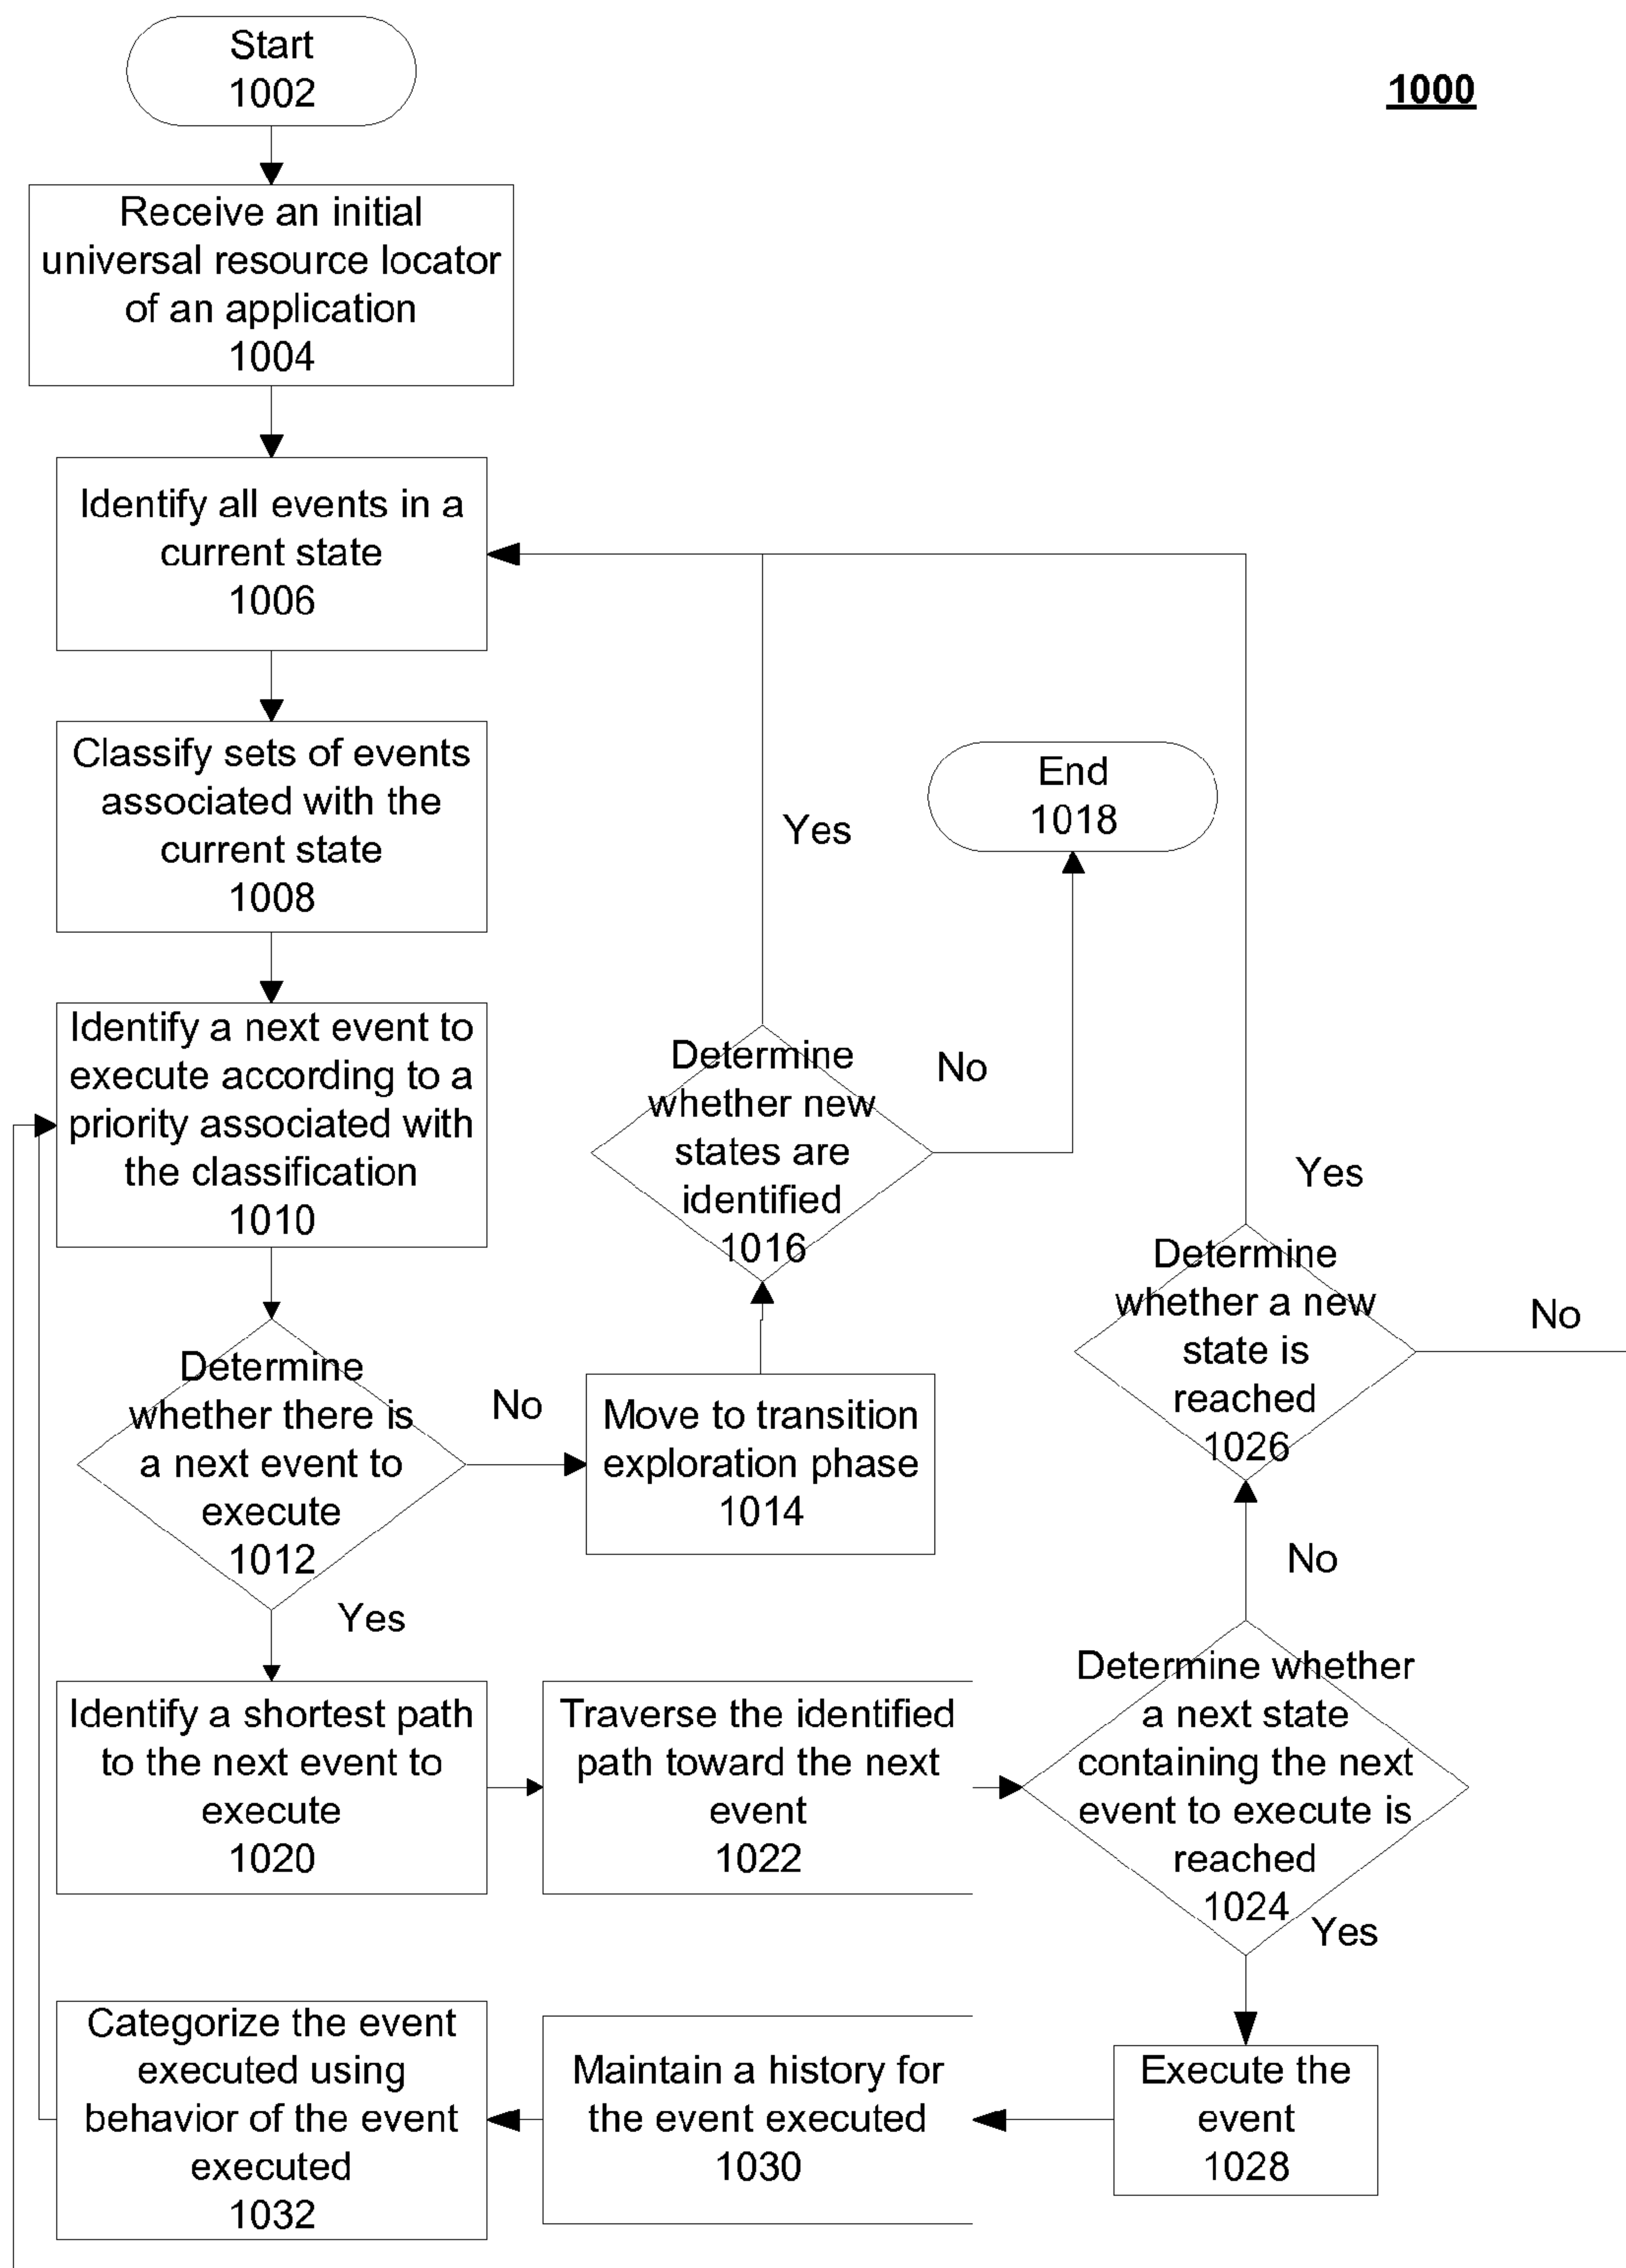 Start
1002
1000
Receive an initial
universal resource locator
of an application
1004
Identify all events in a
current state
1006
Classify sets of events
associated with the
current state
1008
End
1018
Yes
Identify a next event to
execute according to a
priority associated with
the classification
1010
Determine
whether new
states are
identified
1016
No
Yes
Determine
whether a new
state is
reached
1026
No
Determine
whether there is
a next event to
execute
1012
No
Move to transition
exploration phase
1014
No
Yes
Identify a shortest path
to the next event to
execute
1020
Traverse the identified
path toward the next
event
1022
Determine whether
a next state
containing the next
event to execute is
reached
1024
Yes
Categorize the event
executed using
behavior of the event
executed
1032
Maintain a history for
the event executed
1030
Execute the
event
1028